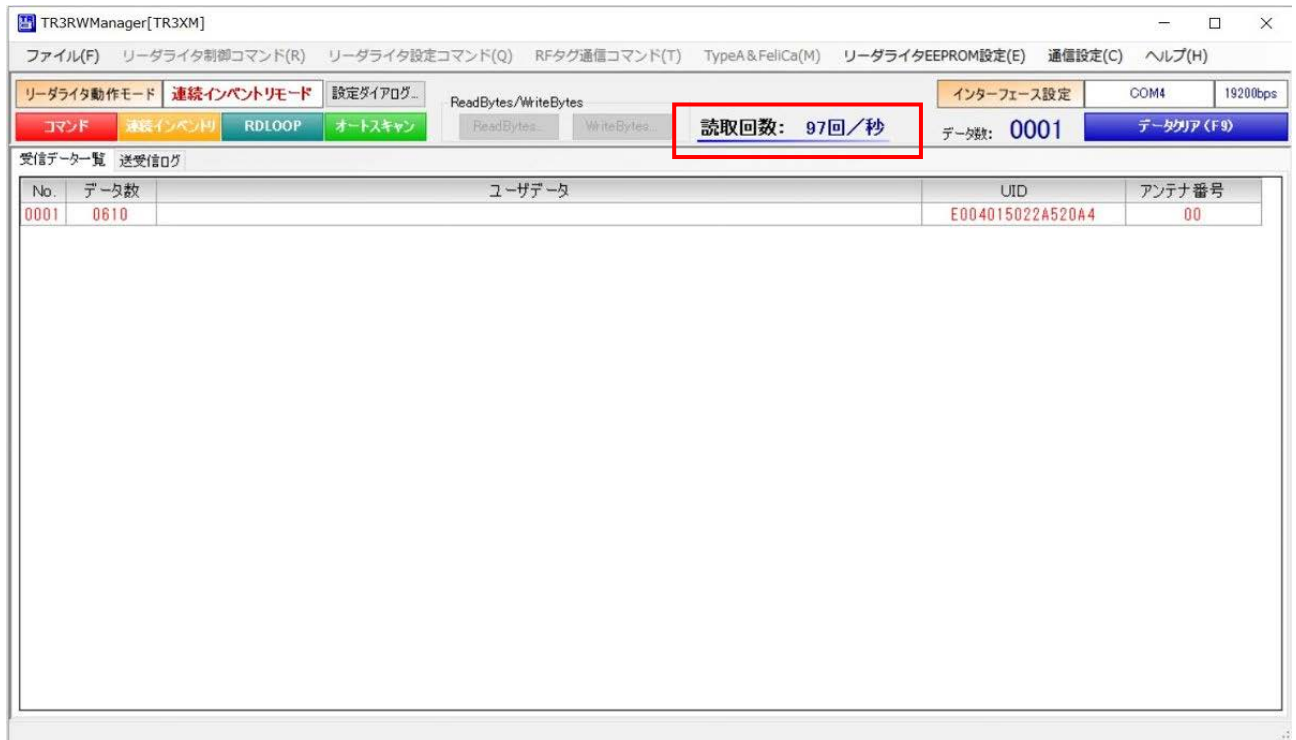 TR3RWManager[TR3XM]
ファイル(F) リーダライタ制御コマンド(R) リーダライタ設定コマンド(Q) RFタグ通信コマンド(T) TypeA&FeliCa(M) リーダライタEEPROM設定(E) 通信設定(C) ヘルプ(H)
リーダライタ動作モード 連続インベントリモード 設定ダイアログ... ReadBytes/WriteBytes インターフェース設定 COM4 19200bps
コマンド 連続インベントリ RDLOOP オートスキャン ReadBytes... WriteBytes... 読取回数: 97回/秒 データ数: 0001 データクリア(F9)
受信データ一覧 送受信ログ
No. データ数 ユーザデータ UID アンテナ番号
0001 0610 E004015022A520A4 00